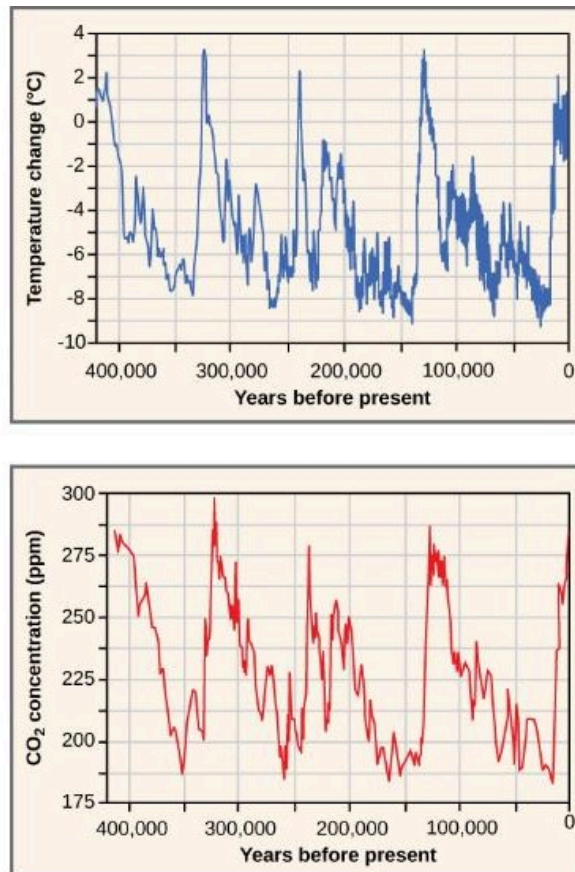 4
2
0
-2
-4
-6
-8
-10
Temperature change (°C)
400,000 300,000 200,000 100,000 0
Years before present
300
275
250
225
200
175
CO₂ concentration (ppm)
400,000 300,000 200,000 100,000 0
Years before present